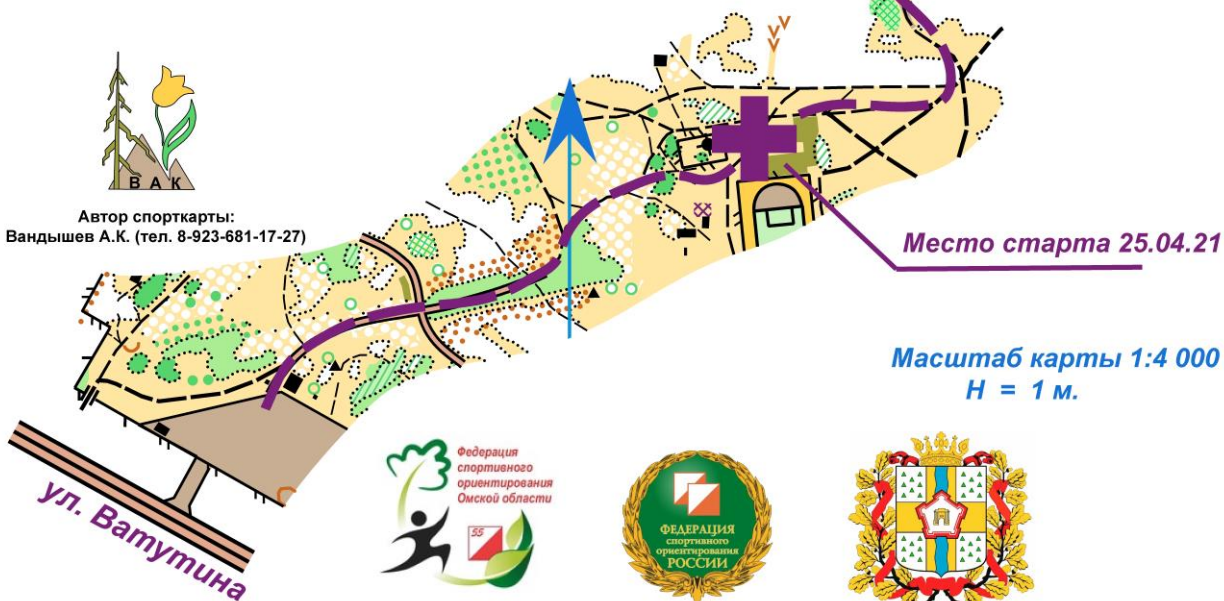 В А К
Автор спорткарты:
Вандышев А.К. (тел. 8-923-681-17-27)
Место старта 25.04.21
Масштаб карты 1:4 000
Н = 1 м.
ул. Ватутина
Федерация
спортивного
ориентирования
Омской области
55
ФЕДЕРАЦИЯ
спортивного
ориентирования
РОССИИ